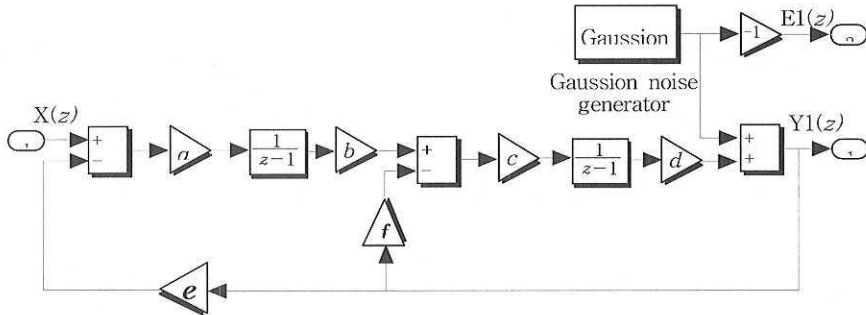 Gaussion
-1
E1(z)
Gaussion noise
generator
X(z)
Y1(z)
+
−
a
1
z−1
b
+
−
c
1
z−1
d
+
+
f
e